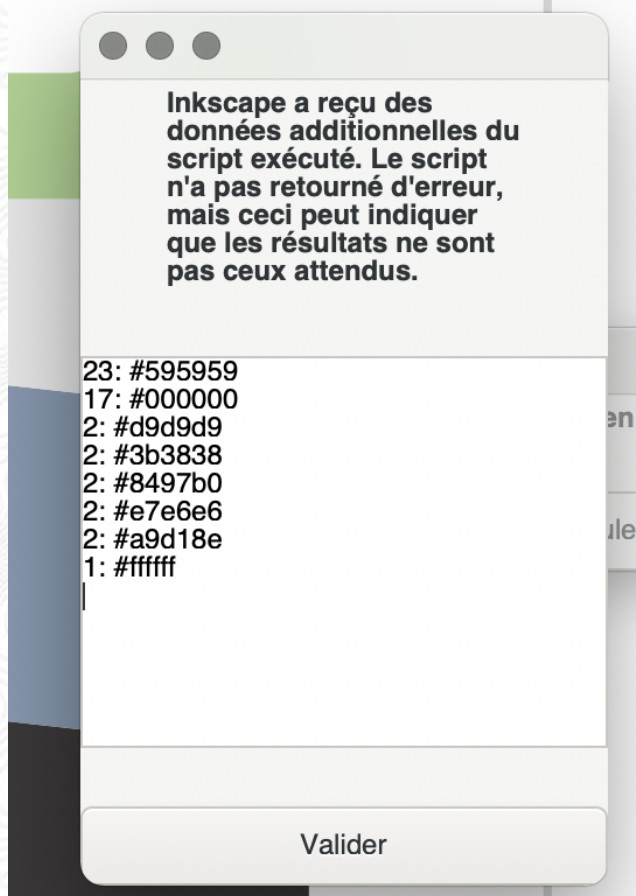 Inkscape a reçu des
données additionnelles du
script exécuté. Le script
n'a pas retourné d'erreur,
mais ceci peut indiquer
que les résultats ne sont
pas ceux attendus.
23: #595959
17: #000000
2: #d9d9d9
2: #3b3838
2: #8497b0
2: #e7e6e6
2: #a9d18e
1: #ffffff
en
ule
Valider